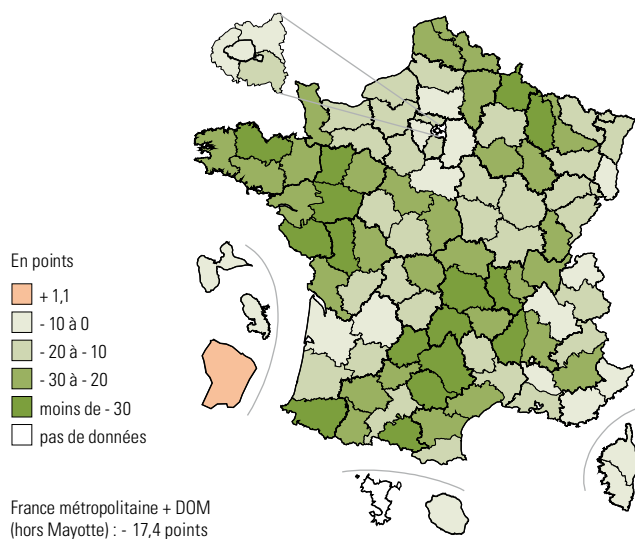 En points
+ 1,1
- 10 à 0
- 20 à - 10
- 30 à - 20
moins de - 30
pas de données
France métropolitaine + DOM
(hors Mayotte) : - 17,4 points